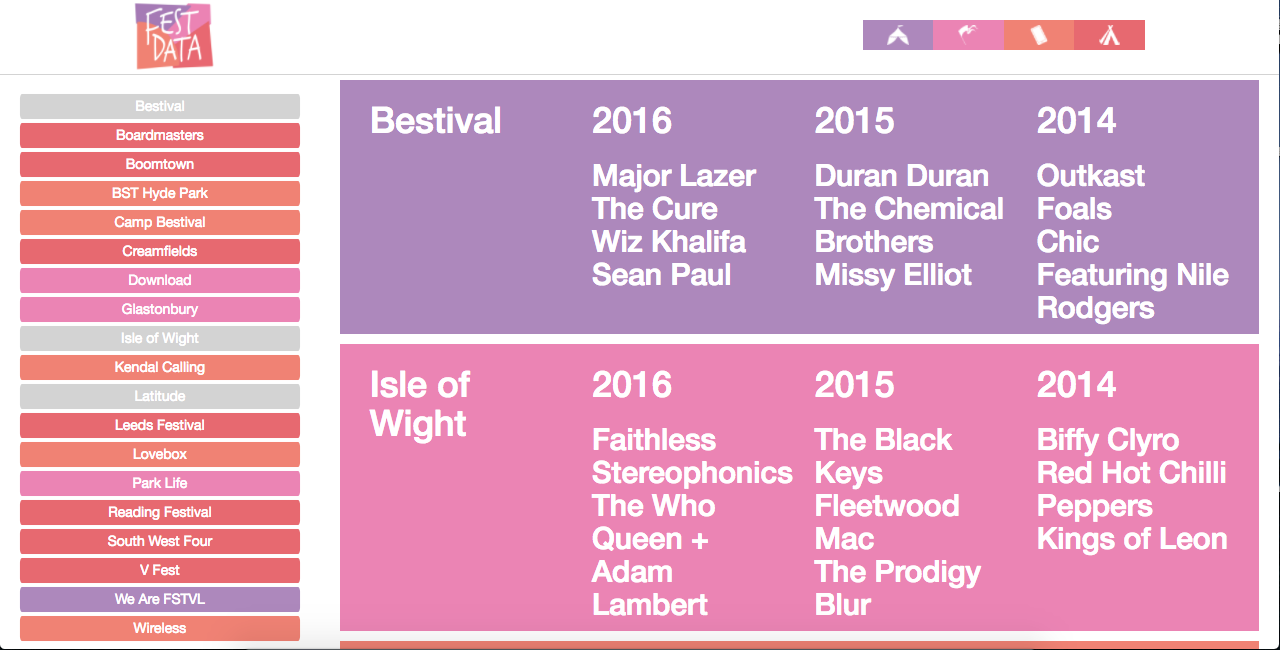 FEST
DATA
Bestival
Boardmasters
Boomtown
BST Hyde Park
Camp Bestival
Creamfields
Download
Glastonbury
Isle of Wight
Kendal Calling
Latitude
Leeds Festival
Lovebox
Park Life
Reading Festival
South West Four
V Fest
We Are FSTVL
Wireless
Bestival
2016
Major Lazer
The Cure
Wiz Khalifa
Sean Paul
2015
Duran Duran
The Chemical
Brothers
Missy Elliot
2014
Outkast
Foals
Chic
Featuring Nile
Rodgers
Isle of
Wight
2016
Faithless
Stereophonics
The Who
Queen +
Adam
Lambert
2015
The Black
Keys
Fleetwood
Mac
The Prodigy
Blur
2014
Biffy Clyro
Red Hot Chilli
Peppers
Kings of Leon